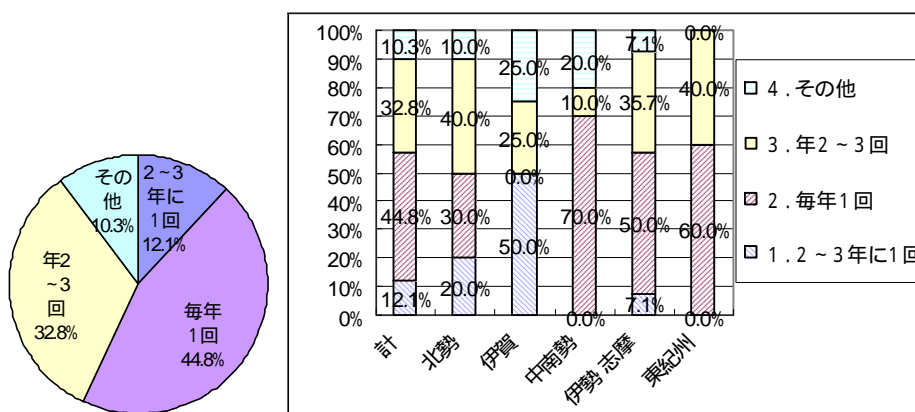 その
他
10.3%
2～3
年に
1回
12.1%
年2
～3
回
32.8%
毎年
1回
44.8%
100%
90%
80%
70%
60%
50%
40%
30%
20%
10%
0%
10.3%
32.8%
44.8%
12.1%
10.0%
40.0%
30.0%
20.0%
25.0%
25.0%
0.0%
50.0%
20.0%
10.0%
70.0%
0.0%
7.1%
35.7%
50.0%
7.1%
0.0%
40.0%
60.0%
0.0%
計
北勢
伊賀
中南勢
伊勢志摩
東紀州
4．その他
3．年2～3回
2．毎年1回
1．2～3年に1回